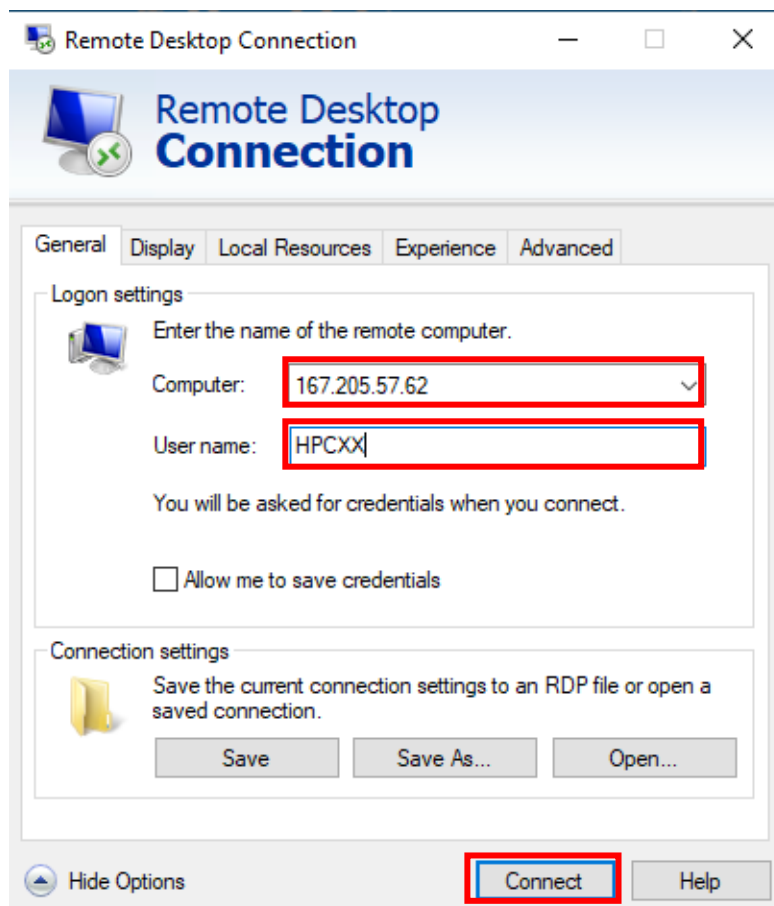 Remote Desktop Connection
Remote Desktop
Connection
General Display Local Resources Experience Advanced
Logon settings
Enter the name of the remote computer.
Computer: 167.205.57.62
User name: HPCXX
You will be asked for credentials when you connect.
Allow me to save credentials
Connection settings
Save the current connection settings to an RDP file or open a
saved connection.
Save Save As... Open...
Hide Options Connect Help